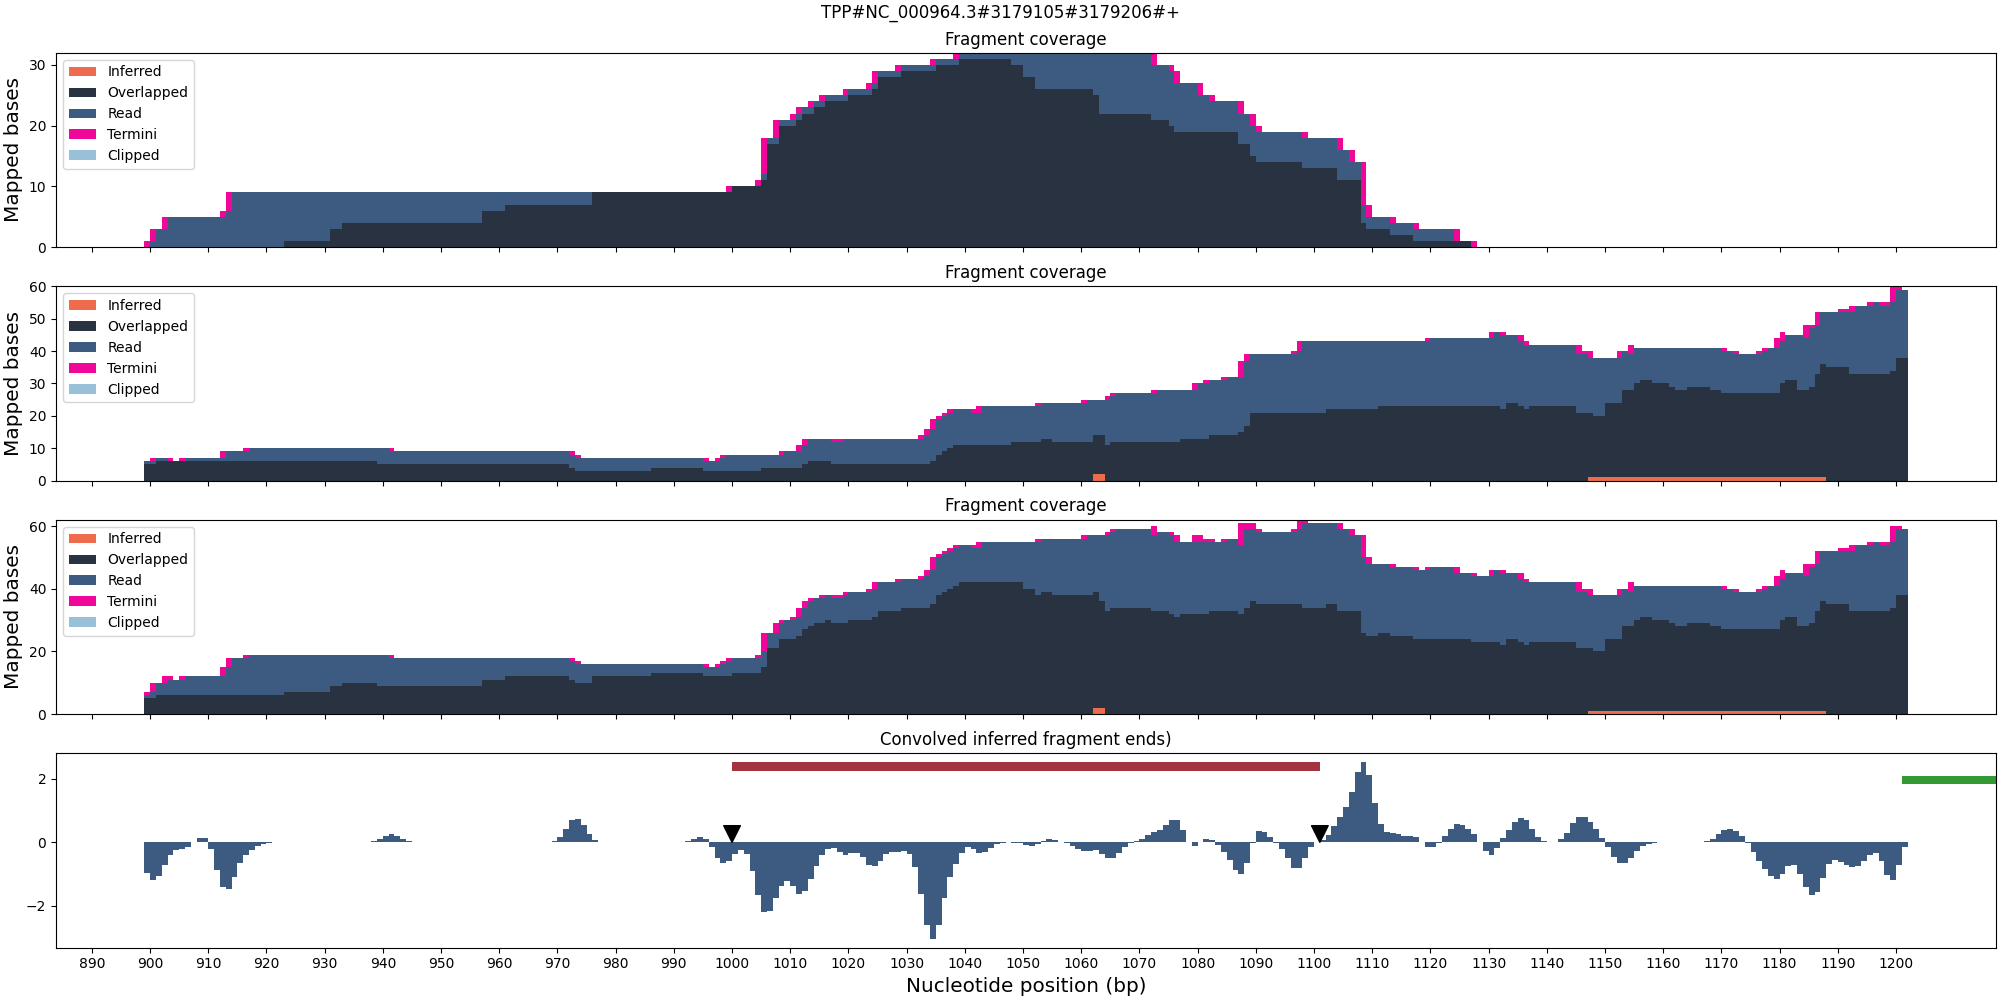 TPP#NC_000964.3#3179105#3179206#+
Fragment coverage
Mapped bases
30
20
10
0
Inferred
Overlapped
Read
Termini
Clipped
Fragment coverage
Mapped bases
60
50
40
30
20
10
0
Inferred
Overlapped
Read
Termini
Clipped
Fragment coverage
Mapped bases
60
40
20
0
Inferred
Overlapped
Read
Termini
Clipped
Convolved inferred fragment ends)
2
0
−2
890 900 910 920 930 940 950 960 970 980 990 1000 1010 1020 1030 1040 1050 1060 1070 1080 1090 1100 1110 1120 1130 1140 1150 1160 1170 1180 1190 1200
Nucleotide position (bp)